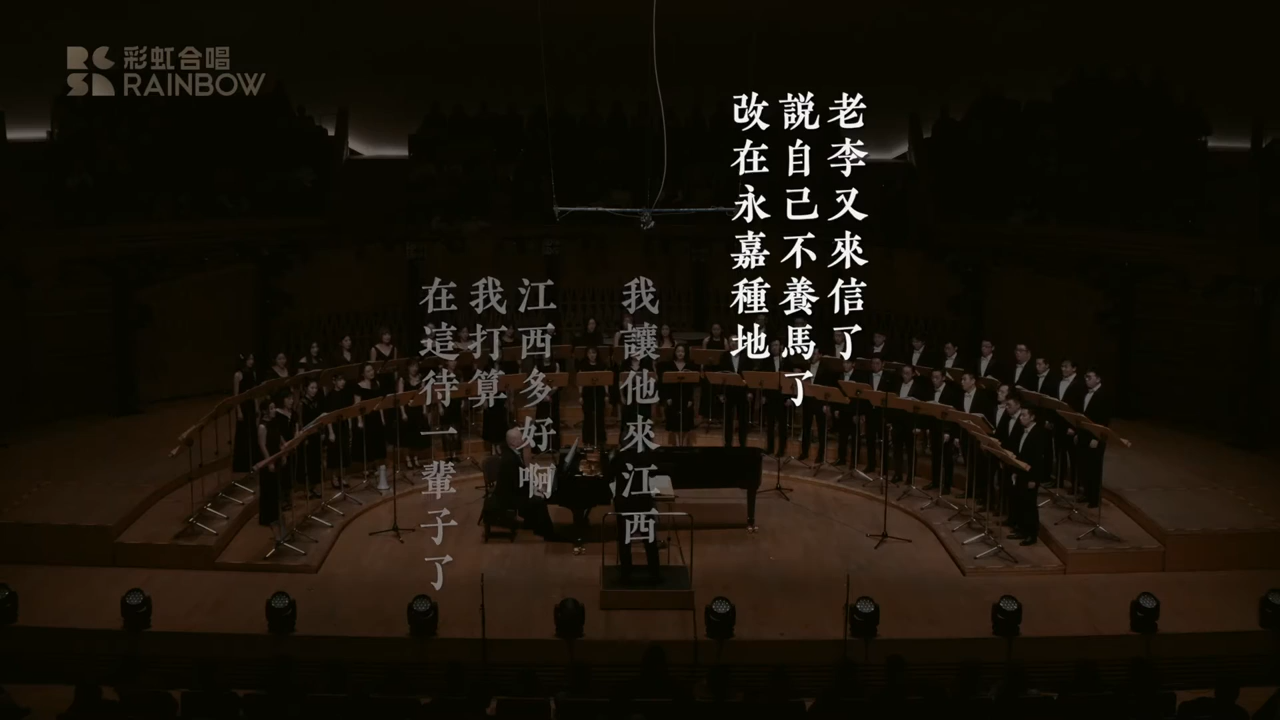 彩虹合唱
RAINBOW
老李又來信了
説自己不養馬了
改在永嘉種地
我讓他來江西
江西多好啊
我打算
在這待一輩子了